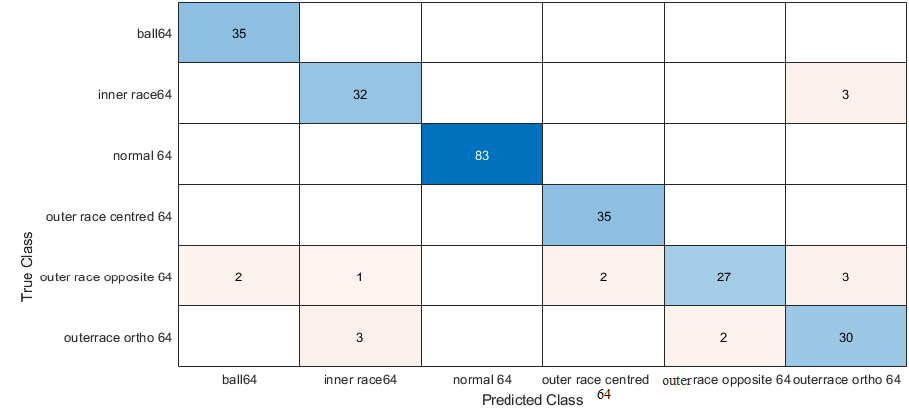 ball64 35
inner race64 32 3
normal 64 83
outer race centred 64 35
outer race opposite 64 2 1 2 27 3
outerrace ortho 64 3 2 30
True Class
ball64 inner race64 normal 64 outer race centred 64 outer race opposite 64 outerrace ortho 64
Predicted Class